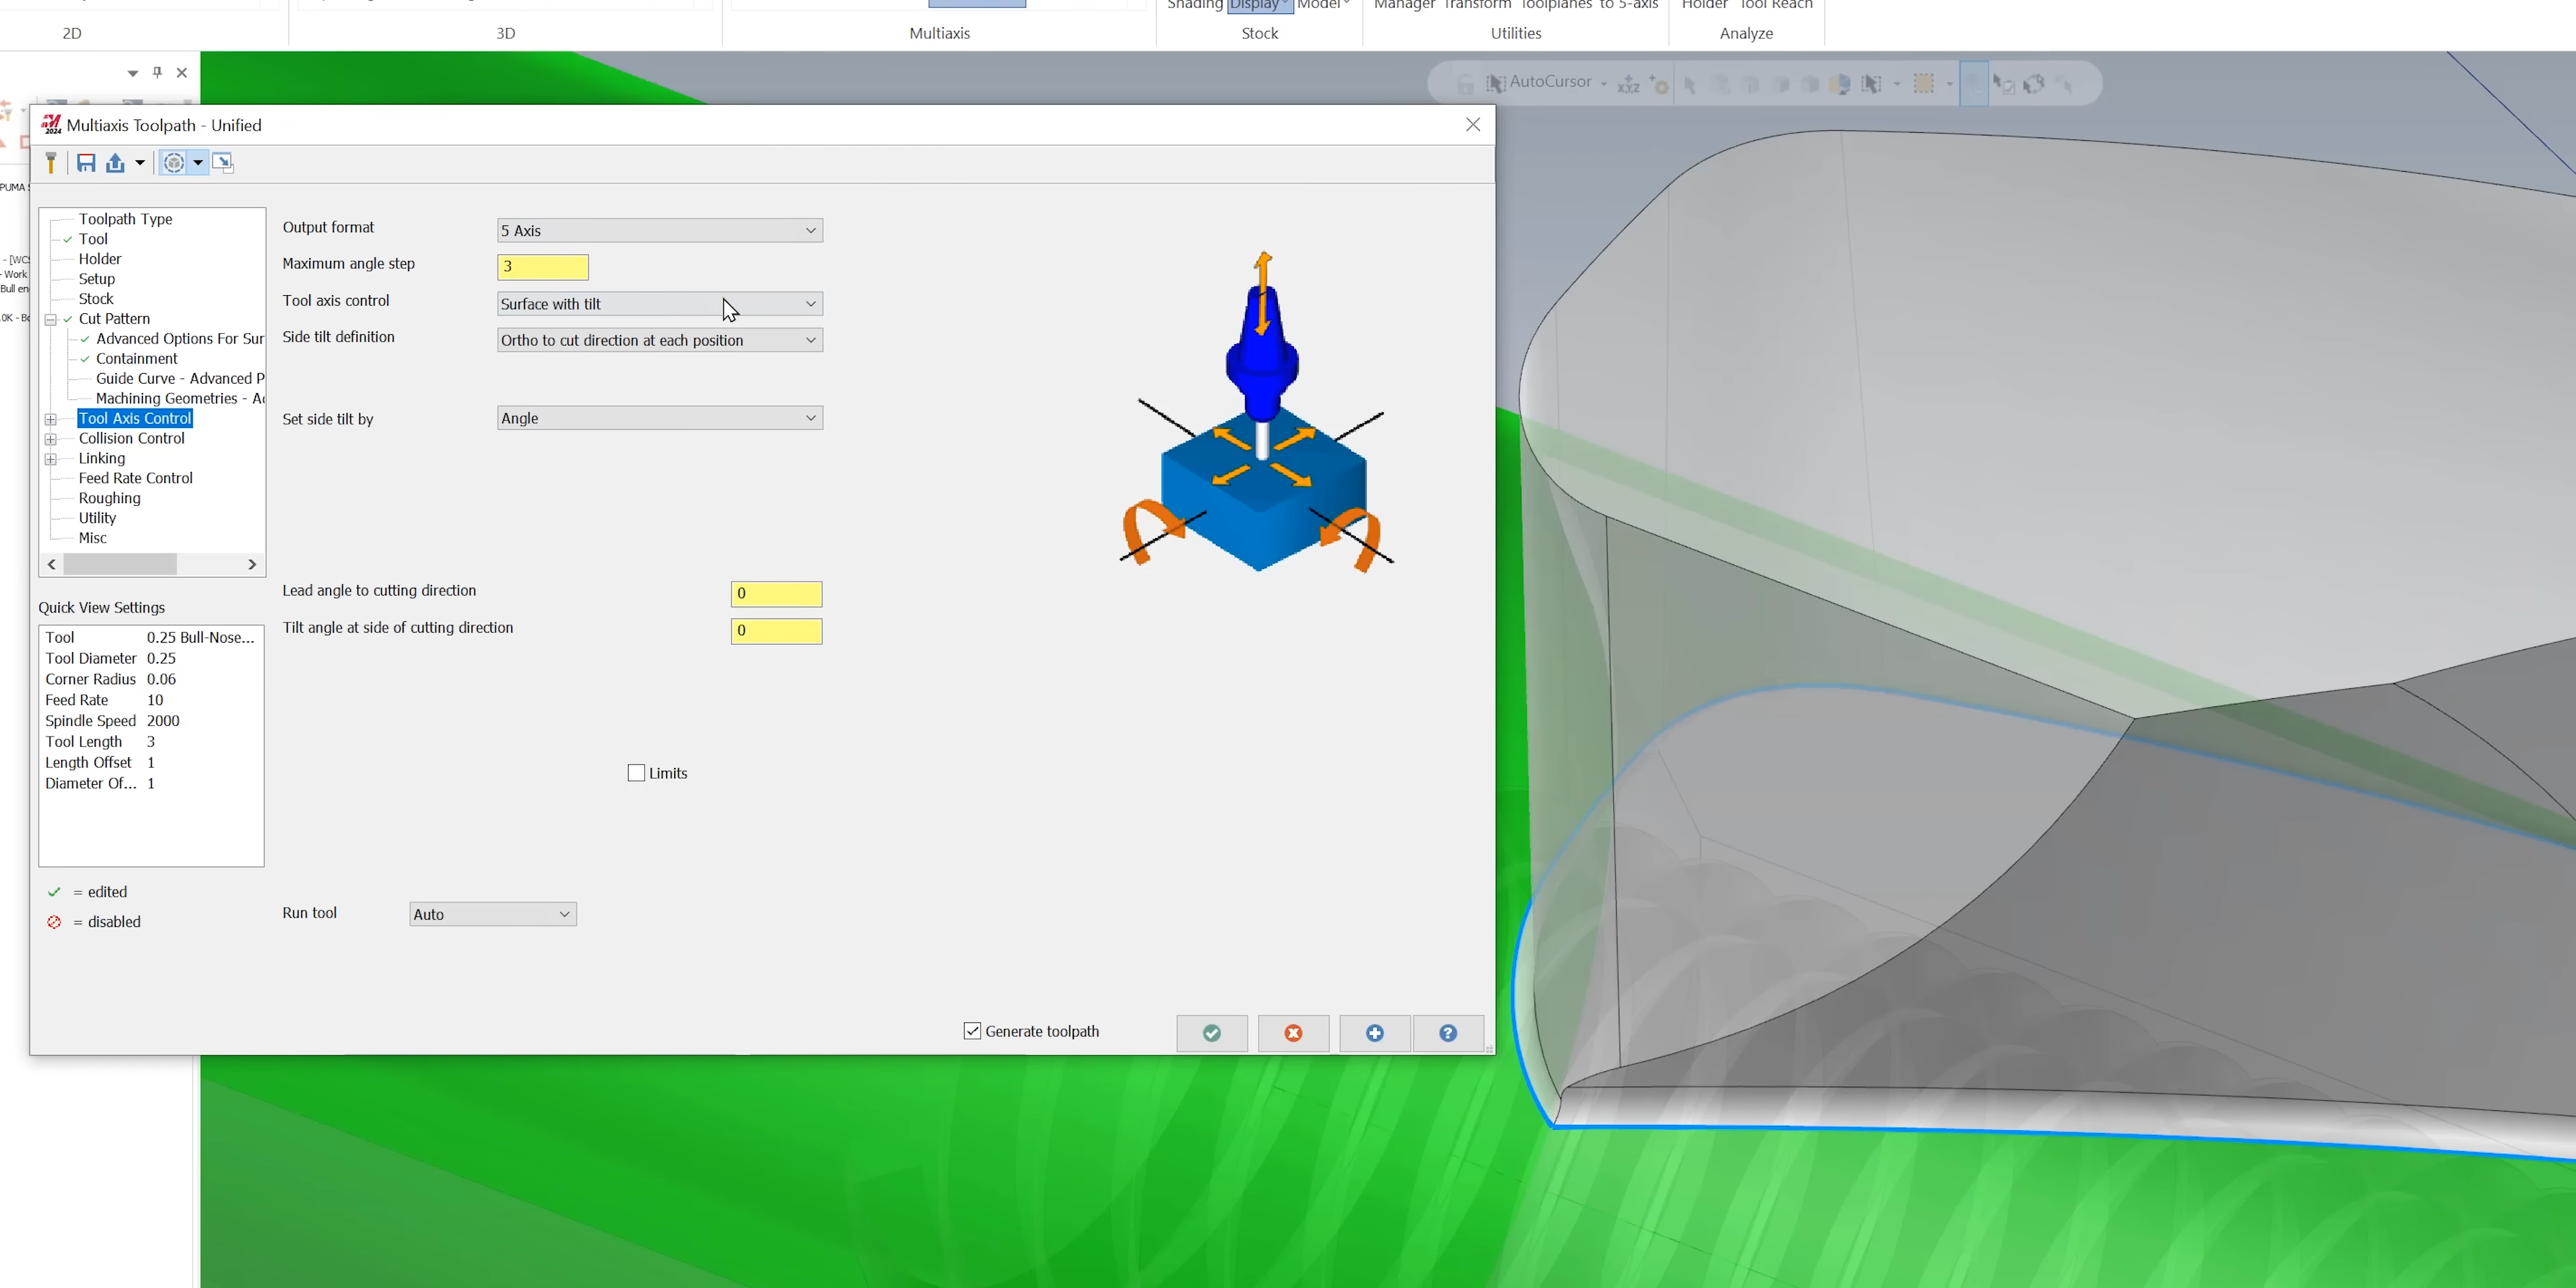 Shading Display Model Manager Transform Toolplanes to 5-axis Holder Tool Reach
2D 3D Multiaxis Stock Utilities Analyze
AutoCursor
Multiaxis Toolpath - Unified
PUMA
- [WCS
- Work
Bull en
Toolpath Type
Tool
Holder
Setup
Stock
Cut Pattern
Advanced Options For Sur
Containment
Guide Curve - Advanced P
Machining Geometries - A
Tool Axis Control
Collision Control
Linking
Feed Rate Control
Roughing
Utility
Misc
Output format 5 Axis
Maximum angle step 3
Tool axis control Surface with tilt
Side tilt definition Ortho to cut direction at each position
Set side tilt by Angle
Lead angle to cutting direction 0
Tilt angle at side of cutting direction 0
Limits
Run tool Auto
Quick View Settings
Tool 0.25 Bull-Nose...
Tool Diameter 0.25
Corner Radius 0.06
Feed Rate 10
Spindle Speed 2000
Tool Length 3
Length Offset 1
Diameter Of... 1
= edited
= disabled
Generate toolpath